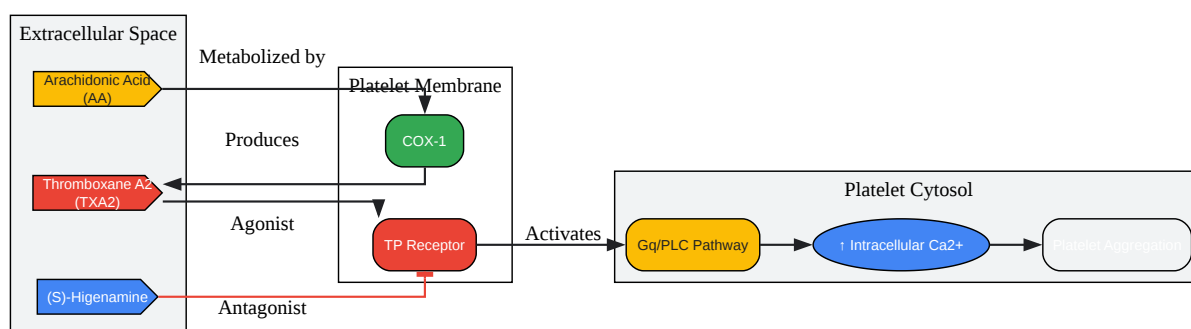 Extracellular Space
Metabolized by
Arachidonic Acid
(AA)
Platelet Membrane
COX-1
Produces
Thromboxane A2
(TXA2)
Agonist
TP Receptor
Activates
Platelet Cytosol
Gq/PLC Pathway
↑ Intracellular Ca2+
Platelet Aggregation
(S)-Higenamine
Antagonist